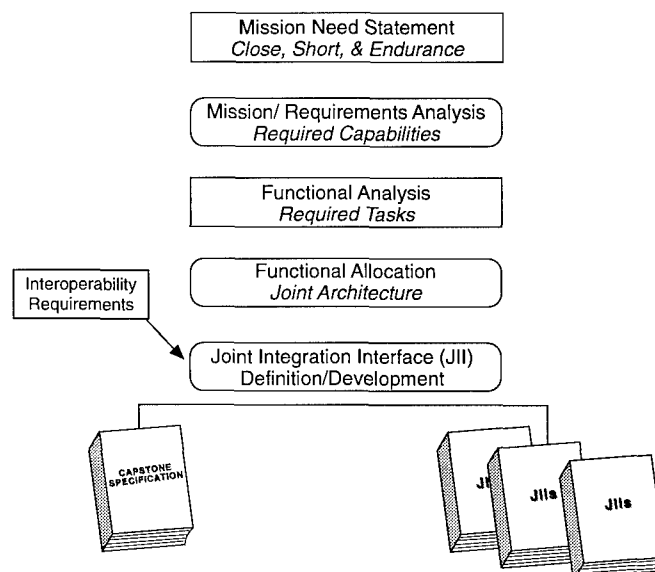 Mission Need Statement
Close, Short, & Endurance
Mission/ Requirements Analysis
Required Capabilities
Functional Analysis
Required Tasks
Functional Allocation
Joint Architecture
Interoperability
Requirements
Joint Integration Interface (JII)
Definition/Development
CAPSTONE
SPECIFICATION
JIIs
JIIs